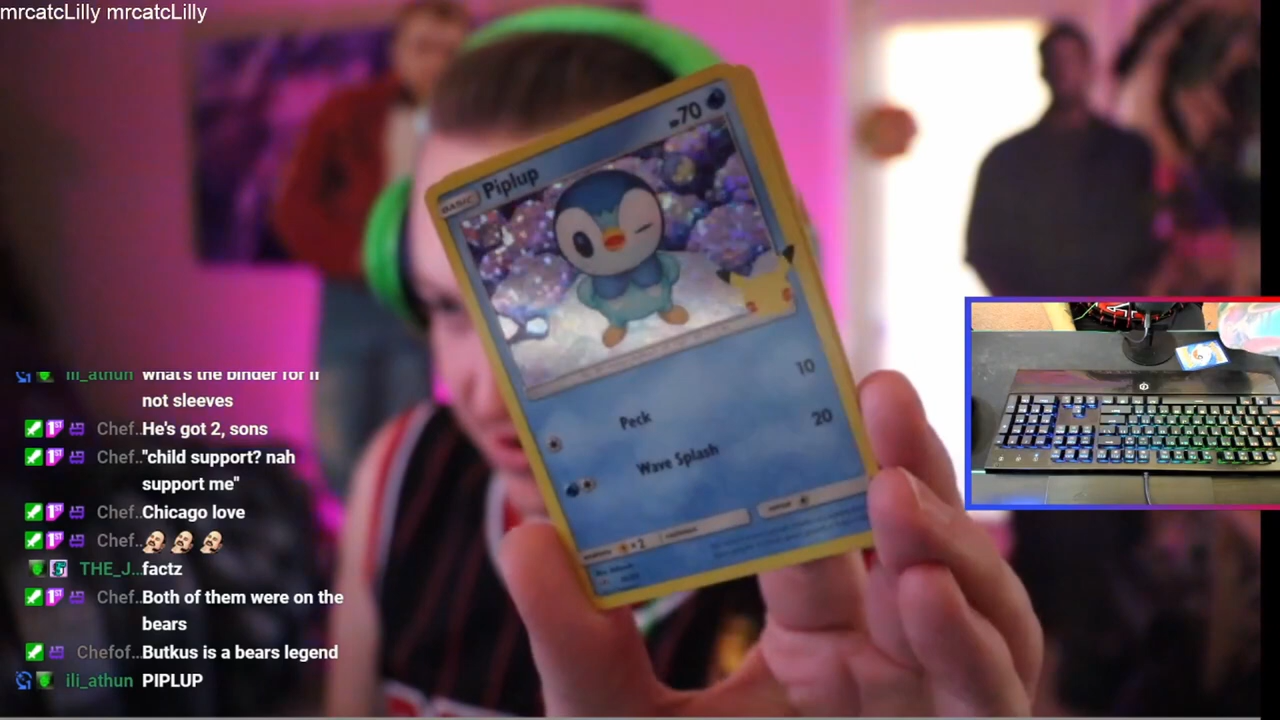 mrcatcLilly mrcatcLilly
BASIC Piplup
70
Peck 10
Wave Splash 20
×2
ili_athun what's the binder for if
not sleeves
Chef.. He's got 2, sons
Chef.. "child support? nah
support me"
Chef.. Chicago love
Chef..
THE_J.. factz
Chef.. Both of them were on the
bears
Chefof.. Butkus is a bears legend
ili_athun PIPLUP